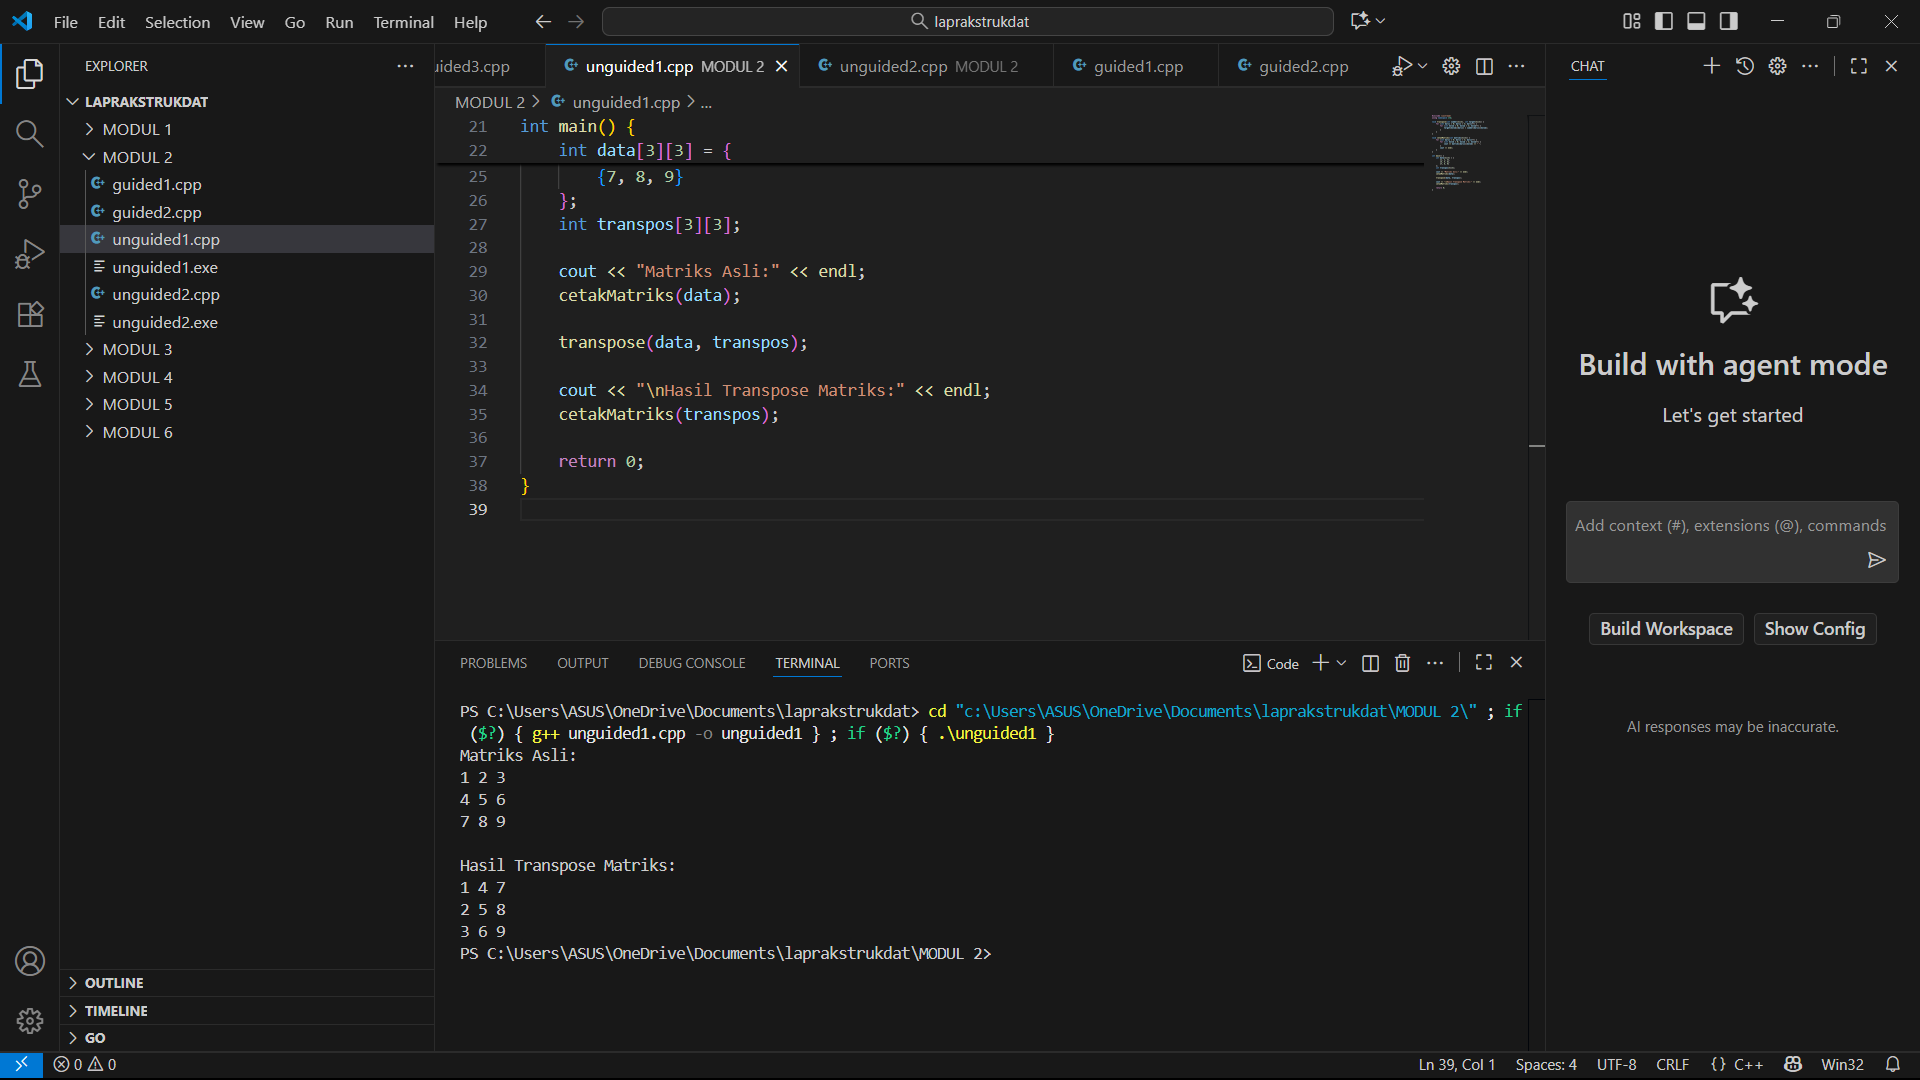 File Edit Selection View Go Run Terminal Help
laprakstrukdat
EXPLORER
LAPRAKSTRUKDAT
MODUL 1
MODUL 2
guided1.cpp
guided2.cpp
unguided1.cpp
unguided1.exe
unguided2.cpp
unguided2.exe
MODUL 3
MODUL 4
MODUL 5
MODUL 6
OUTLINE
TIMELINE
GO
uided3.cpp unguided1.cpp MODUL 2 unguided2.cpp MODUL 2 guided1.cpp guided2.cpp
MODUL 2 > unguided1.cpp > ...
21 int main() {
22 int data[3][3] = {
25 {7, 8, 9}
26 };
27 int transpos[3][3];
28
29 cout << "Matriks Asli:" << endl;
30 cetakMatriks(data);
31
32 transpose(data, transpos);
33
34 cout << "\nHasil Transpose Matriks:" << endl;
35 cetakMatriks(transpos);
36
37 return 0;
38 }
39
PROBLEMS OUTPUT DEBUG CONSOLE TERMINAL PORTS
Code
PS C:\Users\ASUS\OneDrive\Documents\laprakstrukdat> cd "c:\Users\ASUS\OneDrive\Documents\laprakstrukdat\MODUL 2\" ; if
($?) { g++ unguided1.cpp -o unguided1 } ; if ($?) { .\unguided1 }
Matriks Asli:
1 2 3
4 5 6
7 8 9
Hasil Transpose Matriks:
1 4 7
2 5 8
3 6 9
PS C:\Users\ASUS\OneDrive\Documents\laprakstrukdat\MODUL 2>
CHAT
Build with agent mode
Let's get started
Add context (#), extensions (@), commands
Build Workspace Show Config
AI responses may be inaccurate.
0 0
Ln 39, Col 1 Spaces: 4 UTF-8 CRLF {} C++ Win32